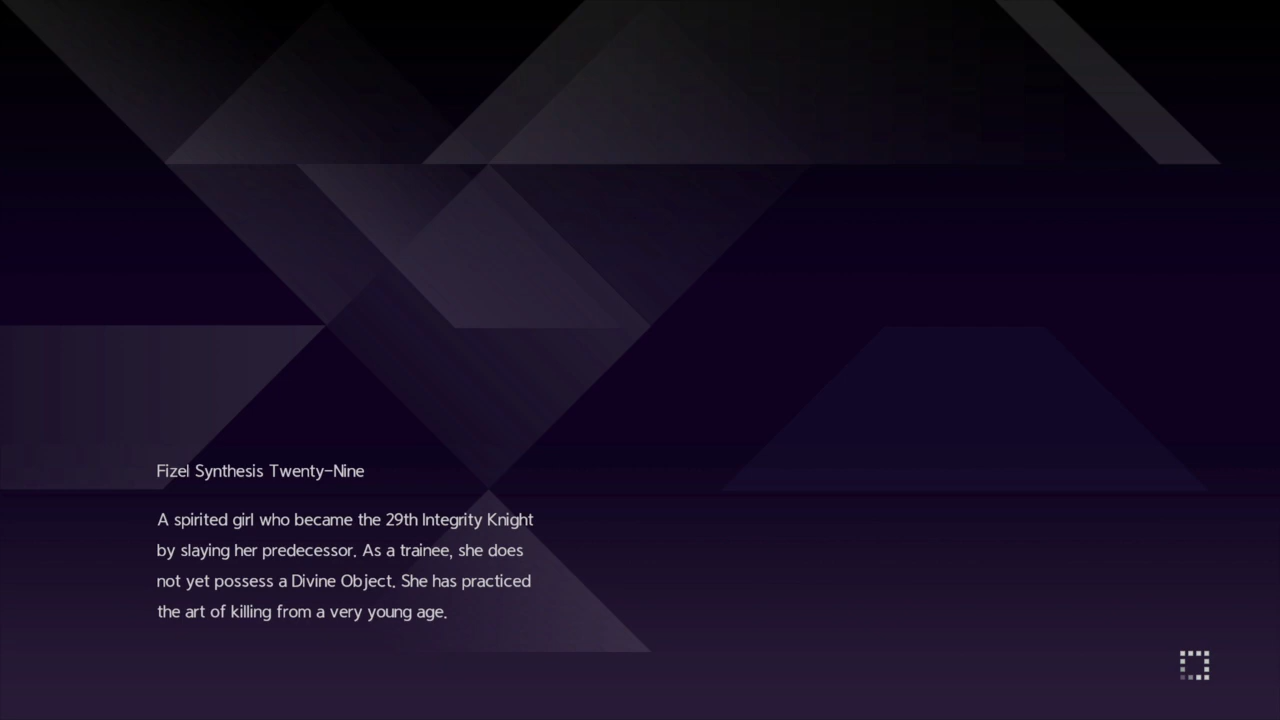 Fizel Synthesis Twenty-Nine
A spirited girl who became the 29th Integrity Knight
by slaying her predecessor. As a trainee, she does
not yet possess a Divine Object. She has practiced
the art of killing from a very young age.